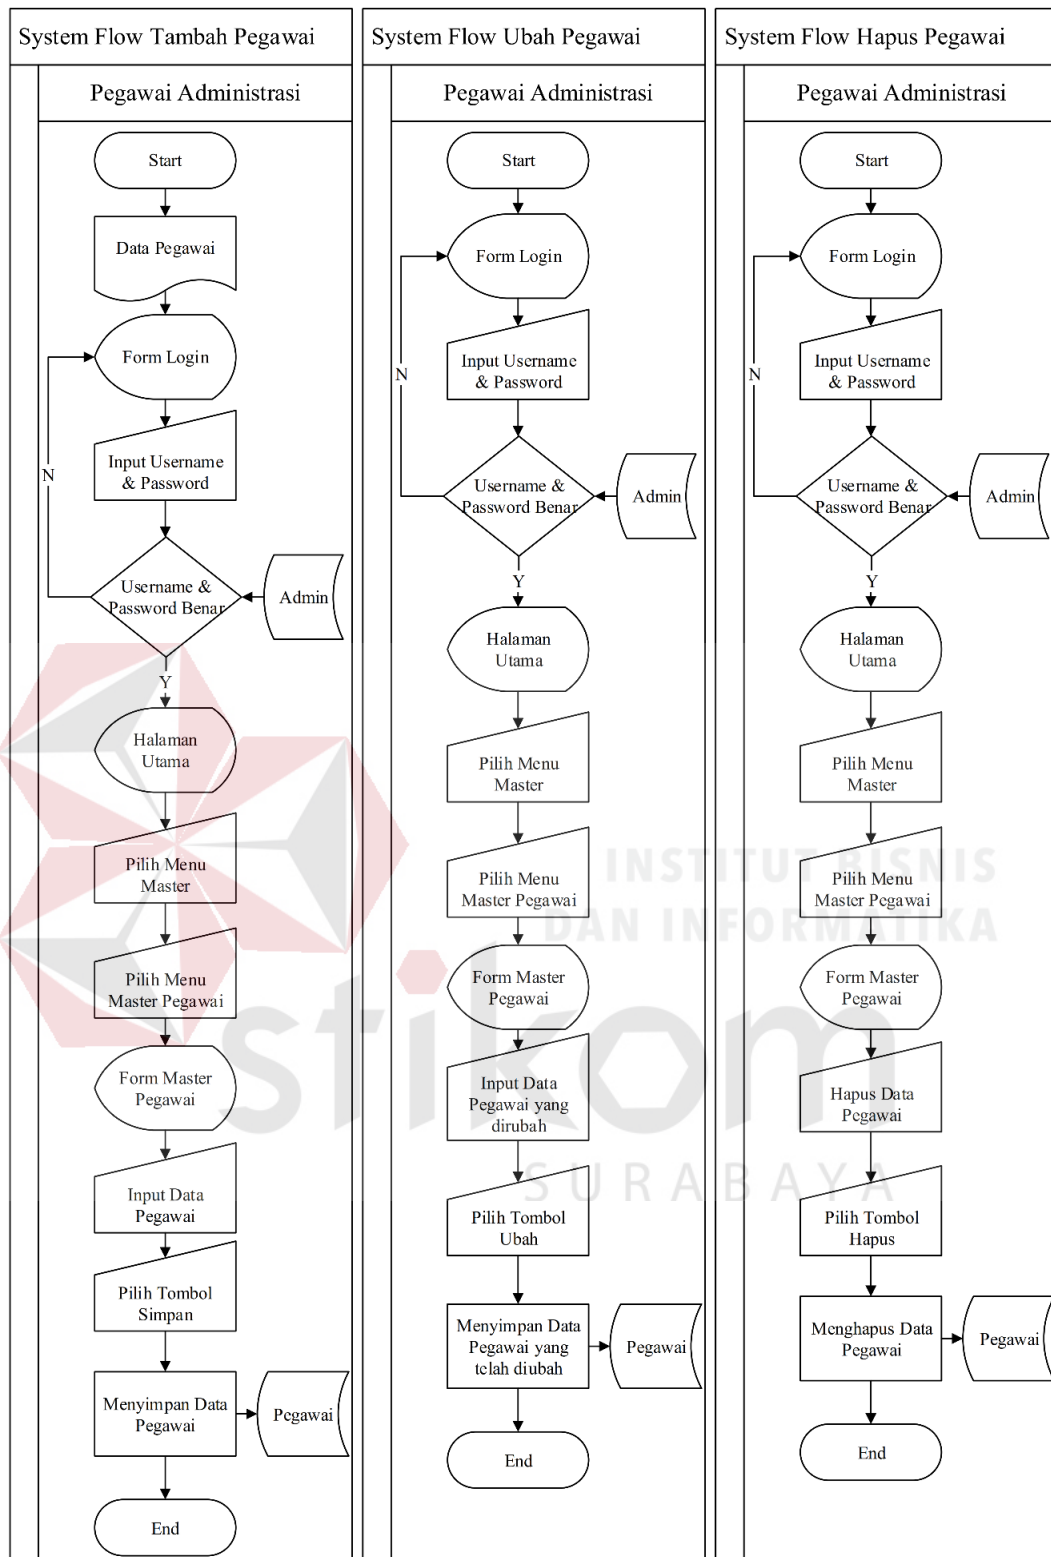 System Flow Tambah Pegawai
Pegawai Administrasi
Start
Data Pegawai
Form Login
Input Username
& Password
N
Username &
Password Benar
Admin
Y
Halaman
Utama
Pilih Menu
Master
Pilih Menu
Master Pegawai
Form Master
Pegawai
Input Data
Pegawai
Pilih Tombol
Simpan
Menyimpan Data
Pegawai
Pegawai
End
System Flow Ubah Pegawai
Pegawai Administrasi
Start
Form Login
Input Username
& Password
N
Username &
Password Benar
Admin
Y
Halaman
Utama
Pilih Menu
Master
Pilih Menu
Master Pegawai
Form Master
Pegawai
Input Data
Pegawai yang
dirubah
Pilih Tombol
Ubah
Menyimpan Data
Pegawai yang
telah diubah
Pegawai
End
System Flow Hapus Pegawai
Pegawai Administrasi
Start
Form Login
Input Username
& Password
N
Username &
Password Benar
Admin
Y
Halaman
Utama
Pilih Menu
Master
Pilih Menu
Master Pegawai
Form Master
Pegawai
Hapus Data
Pegawai
Pilih Tombol
Hapus
Menghapus Data
Pegawai
Pegawai
End
INSTITUT BISNIS
DAN INFORMATIKA
stikom
SURABAYA